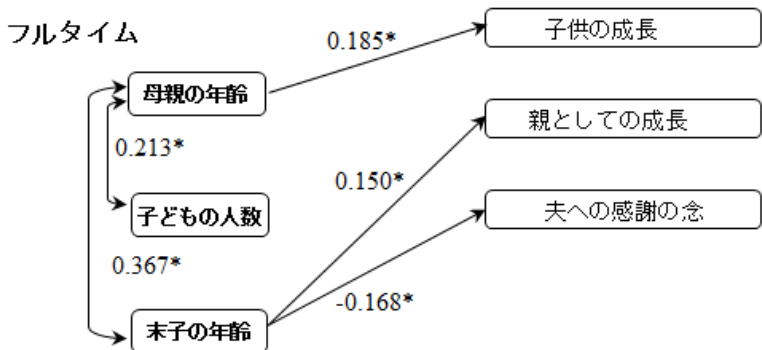 フルタイム
0.185*
子供の成長
母親の年齢
親としての成長
0.213*
0.150*
子どもの人数
夫への感謝の念
0.367*
-0.168*
末子の年齢